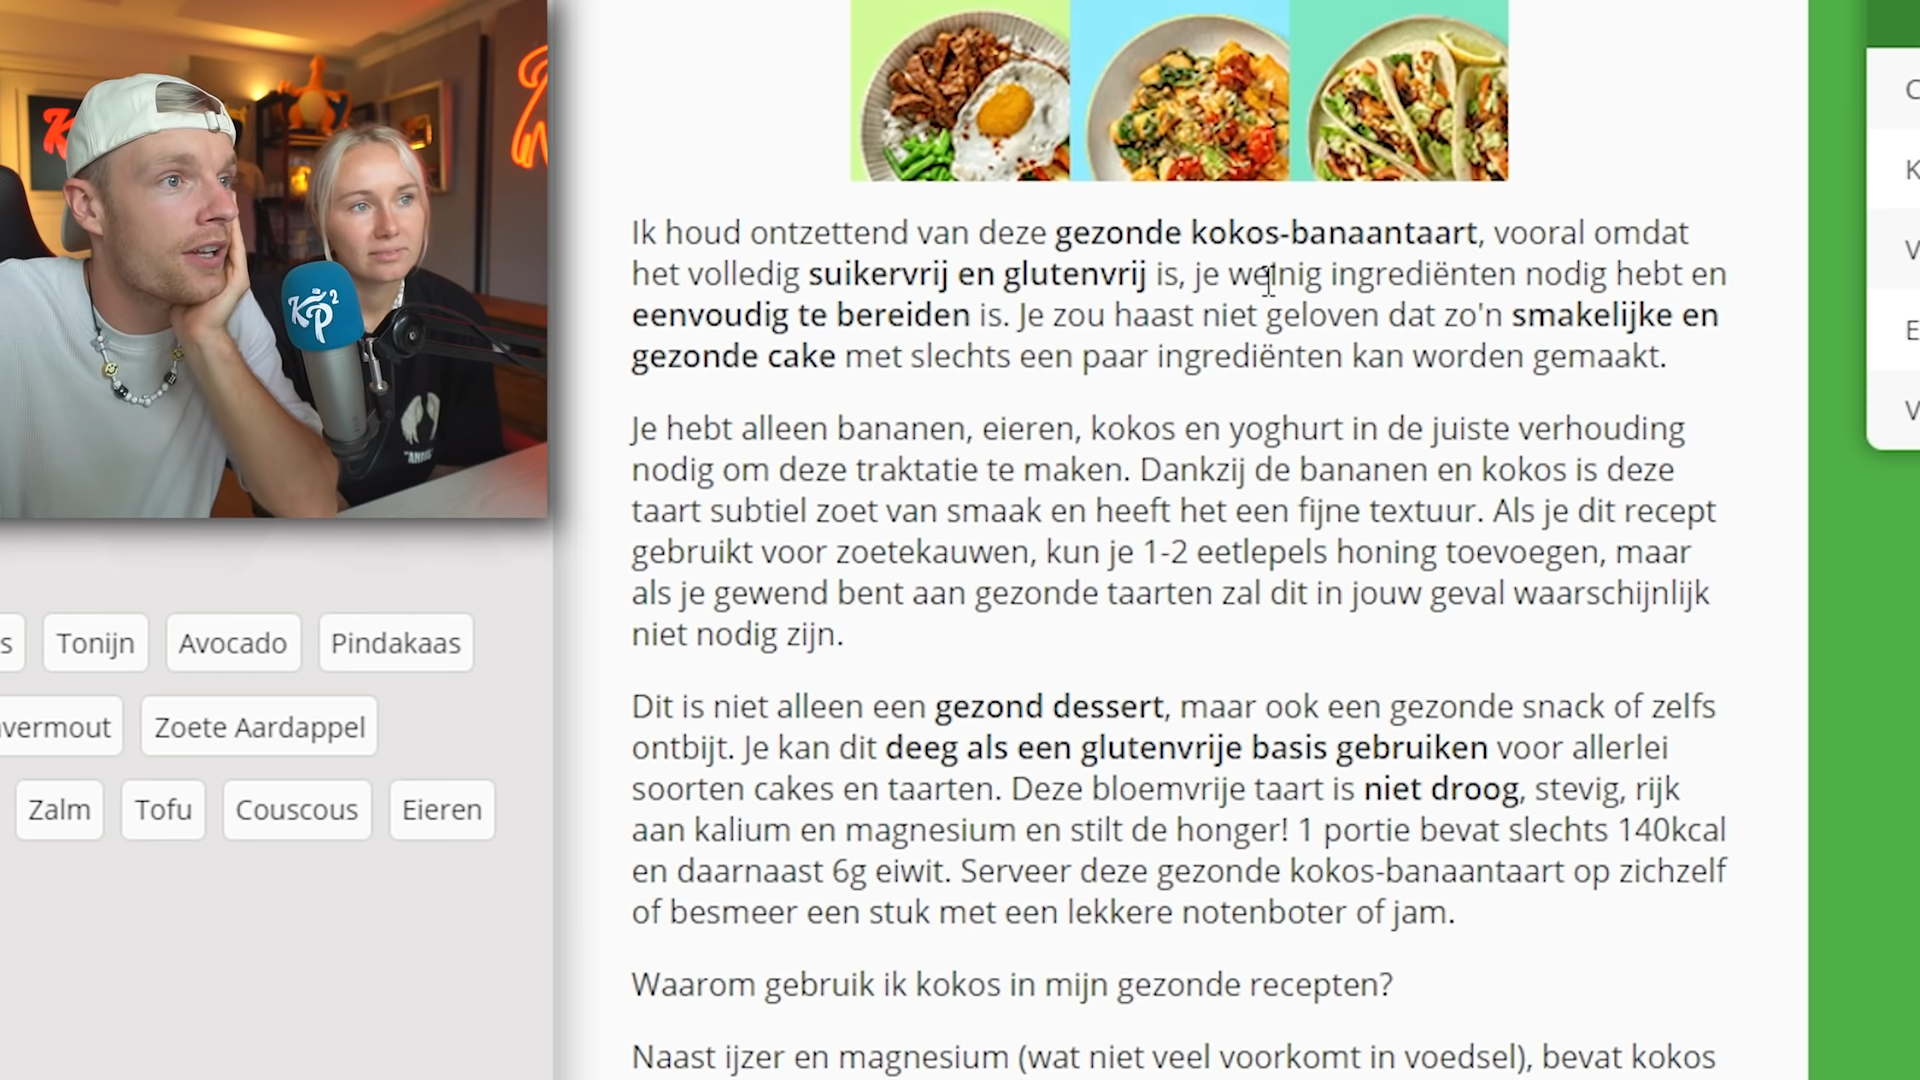 Ik houd ontzettend van deze gezonde kokos-banaantaart, vooral omdat
het volledig suikervrij en glutenvrij is, je weinig ingrediënten nodig hebt en
eenvoudig te bereiden is. Je zou haast niet geloven dat zo'n smakelijke en
gezonde cake met slechts een paar ingrediënten kan worden gemaakt.
Je hebt alleen bananen, eieren, kokos en yoghurt in de juiste verhouding
nodig om deze traktatie te maken. Dankzij de bananen en kokos is deze
taart subtiel zoet van smaak en heeft het een fijne textuur. Als je dit recept
gebruikt voor zoetekauwen, kun je 1-2 eetlepels honing toevoegen, maar
als je gewend bent aan gezonde taarten zal dit in jouw geval waarschijnlijk
niet nodig zijn.
Dit is niet alleen een gezond dessert, maar ook een gezonde snack of zelfs
ontbijt. Je kan dit deeg als een glutenvrije basis gebruiken voor allerlei
soorten cakes en taarten. Deze bloemvrije taart is niet droog, stevig, rijk
aan kalium en magnesium en stilt de honger! 1 portie bevat slechts 140kcal
en daarnaast 6g eiwit. Serveer deze gezonde kokos-banaantaart op zichzelf
of besmeer een stuk met een lekkere notenboter of jam.
Waarom gebruik ik kokos in mijn gezonde recepten?
Naast ijzer en magnesium (wat niet veel voorkomt in voedsel), bevat kokos
s Tonijn Avocado Pindakaas
vermout Zoete Aardappel
Zalm Tofu Couscous Eieren
K
V
E
V
KP2
K